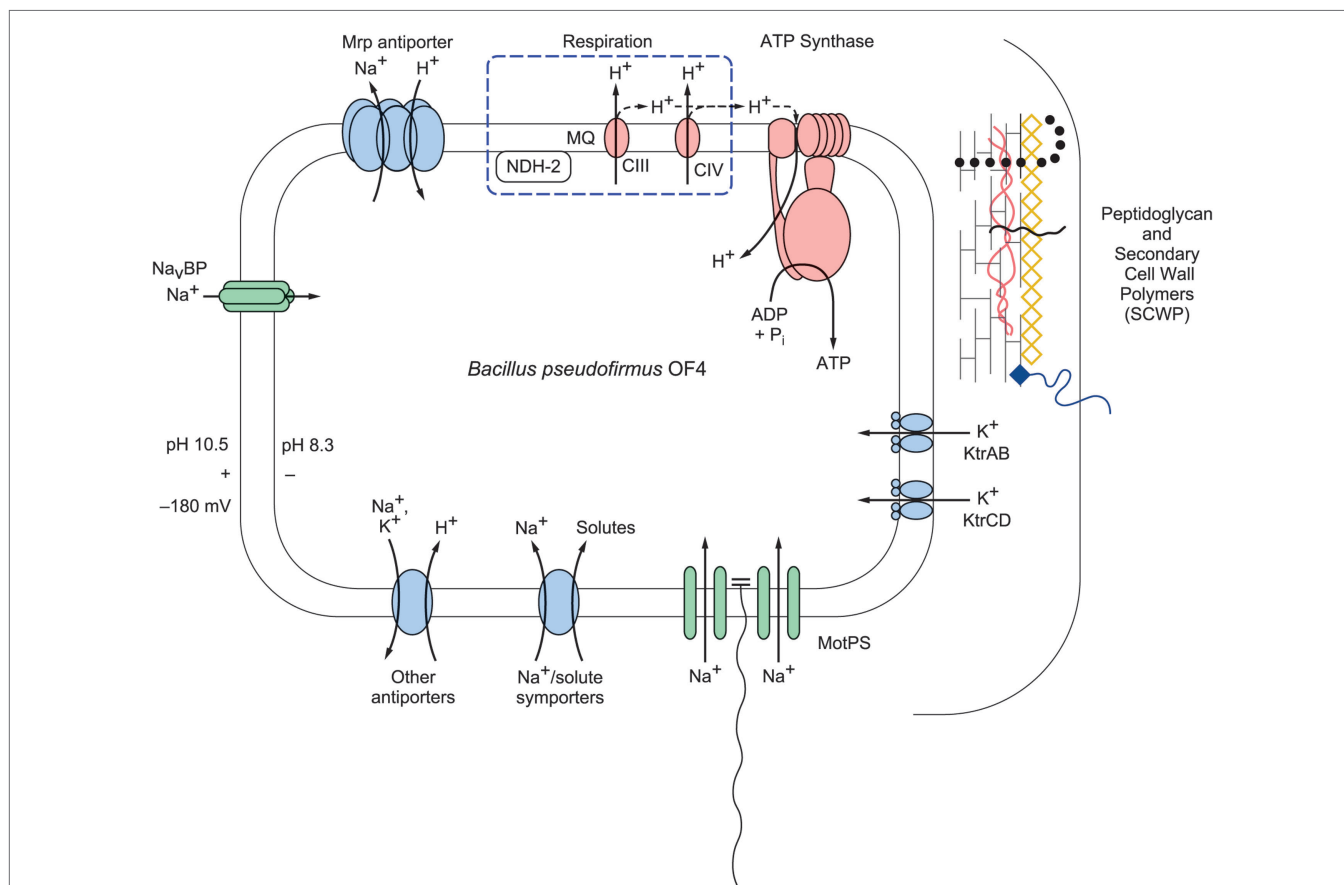 Mrp antiporter
Na⁺ H⁺
Respiration
H⁺ H⁺
H⁺ H⁺
MQ
NDH-2
CIII
CIV
ATP Synthase
H⁺
ADP
+ Pᵢ
ATP
Peptidoglycan
and
Secondary
Cell Wall
Polymers
(SCWP)
NaᵥBP
Na⁺
Bacillus pseudofirmus OF4
pH 10.5 pH 8.3
+ –
–180 mV
K⁺
KtrAB
K⁺
KtrCD
Na⁺,
K⁺
H⁺
Other
antiporters
Na⁺ Solutes
Na⁺/solute
symporters
Na⁺ Na⁺
MotPS